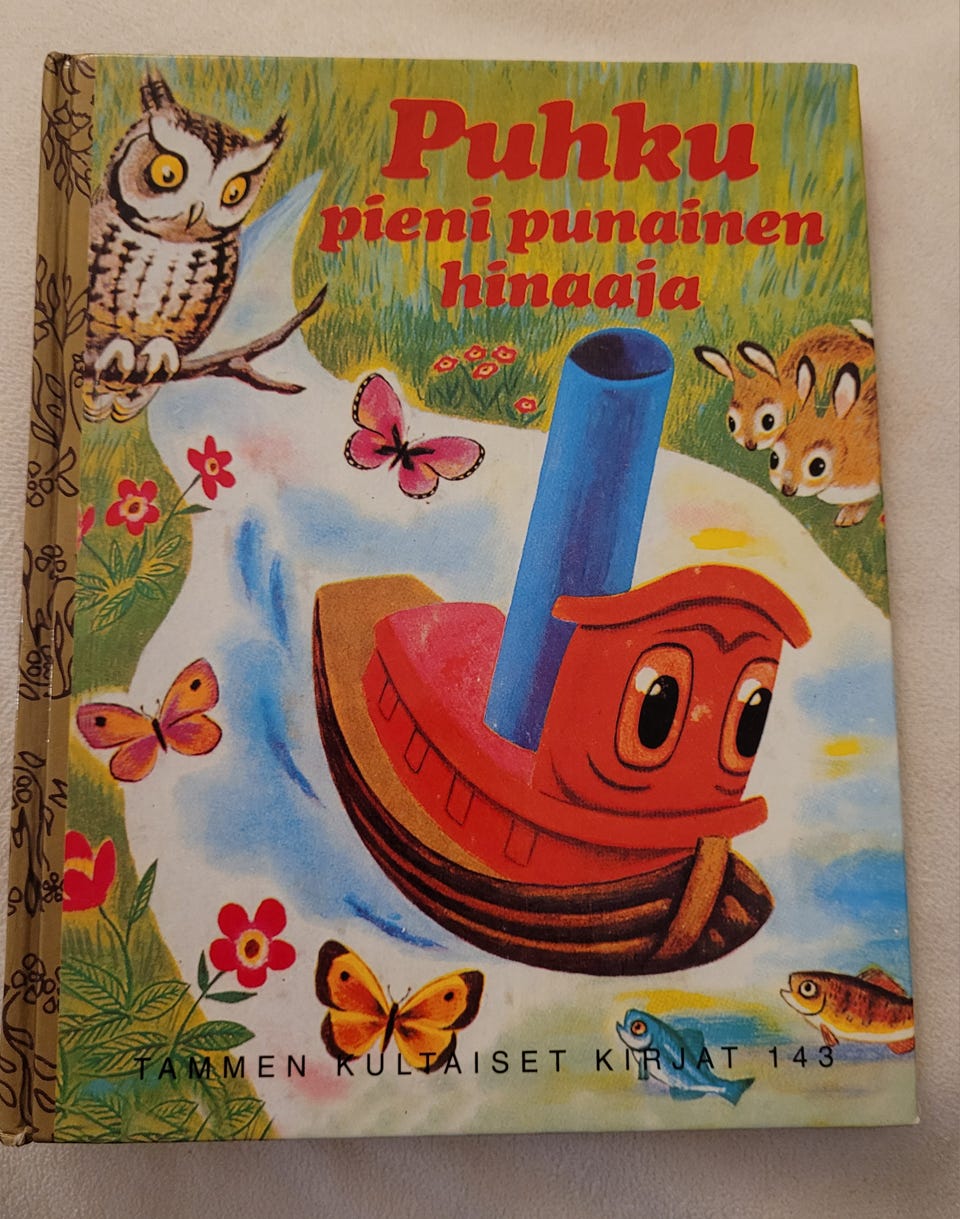 Puhku
pieni punainen
hinaaja
TAMMEN KULTAISET KIRJAT 143